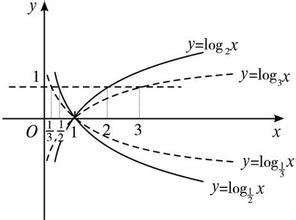 y
y=log₂x
1
y=log₃x
O
1/3
1/2
1
2
3
x
y=log_{1/3}
y=log_{1/2}x